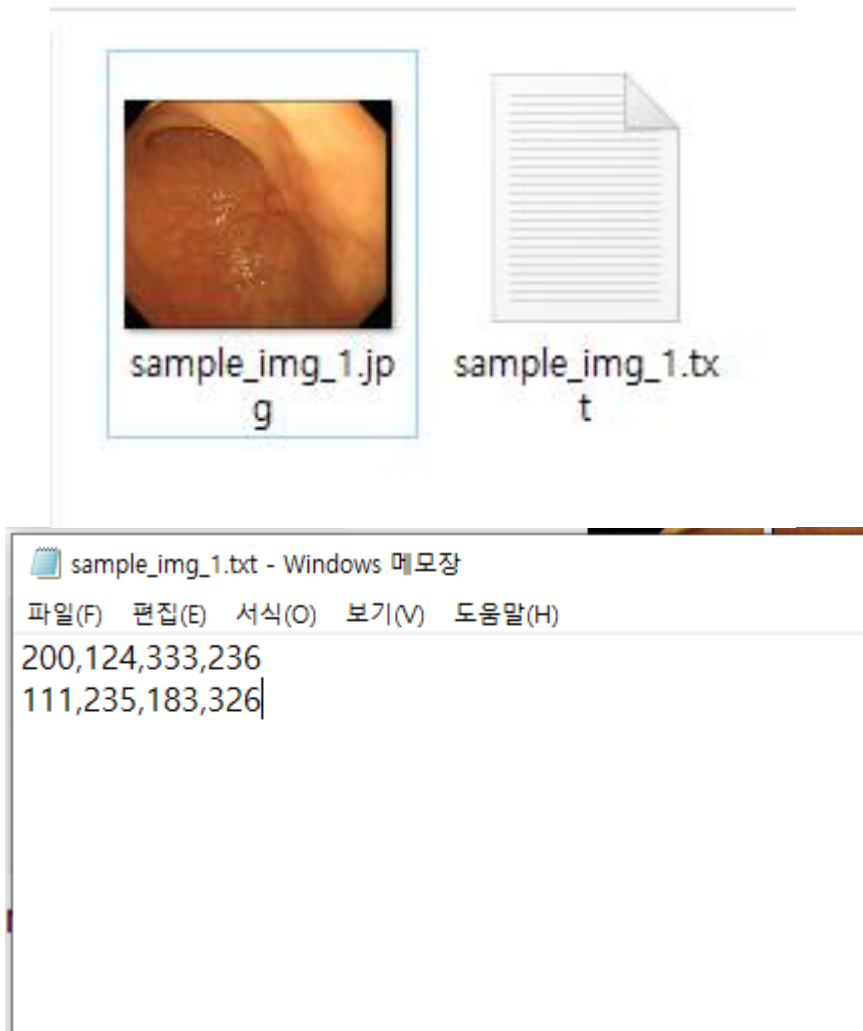 sample_img_1.jp
g
sample_img_1.tx
t
sample_img_1.txt - Windows 메모장
파일(F) 편집(E) 서식(O) 보기(V) 도움말(H)
200,124,333,236
111,235,183,326